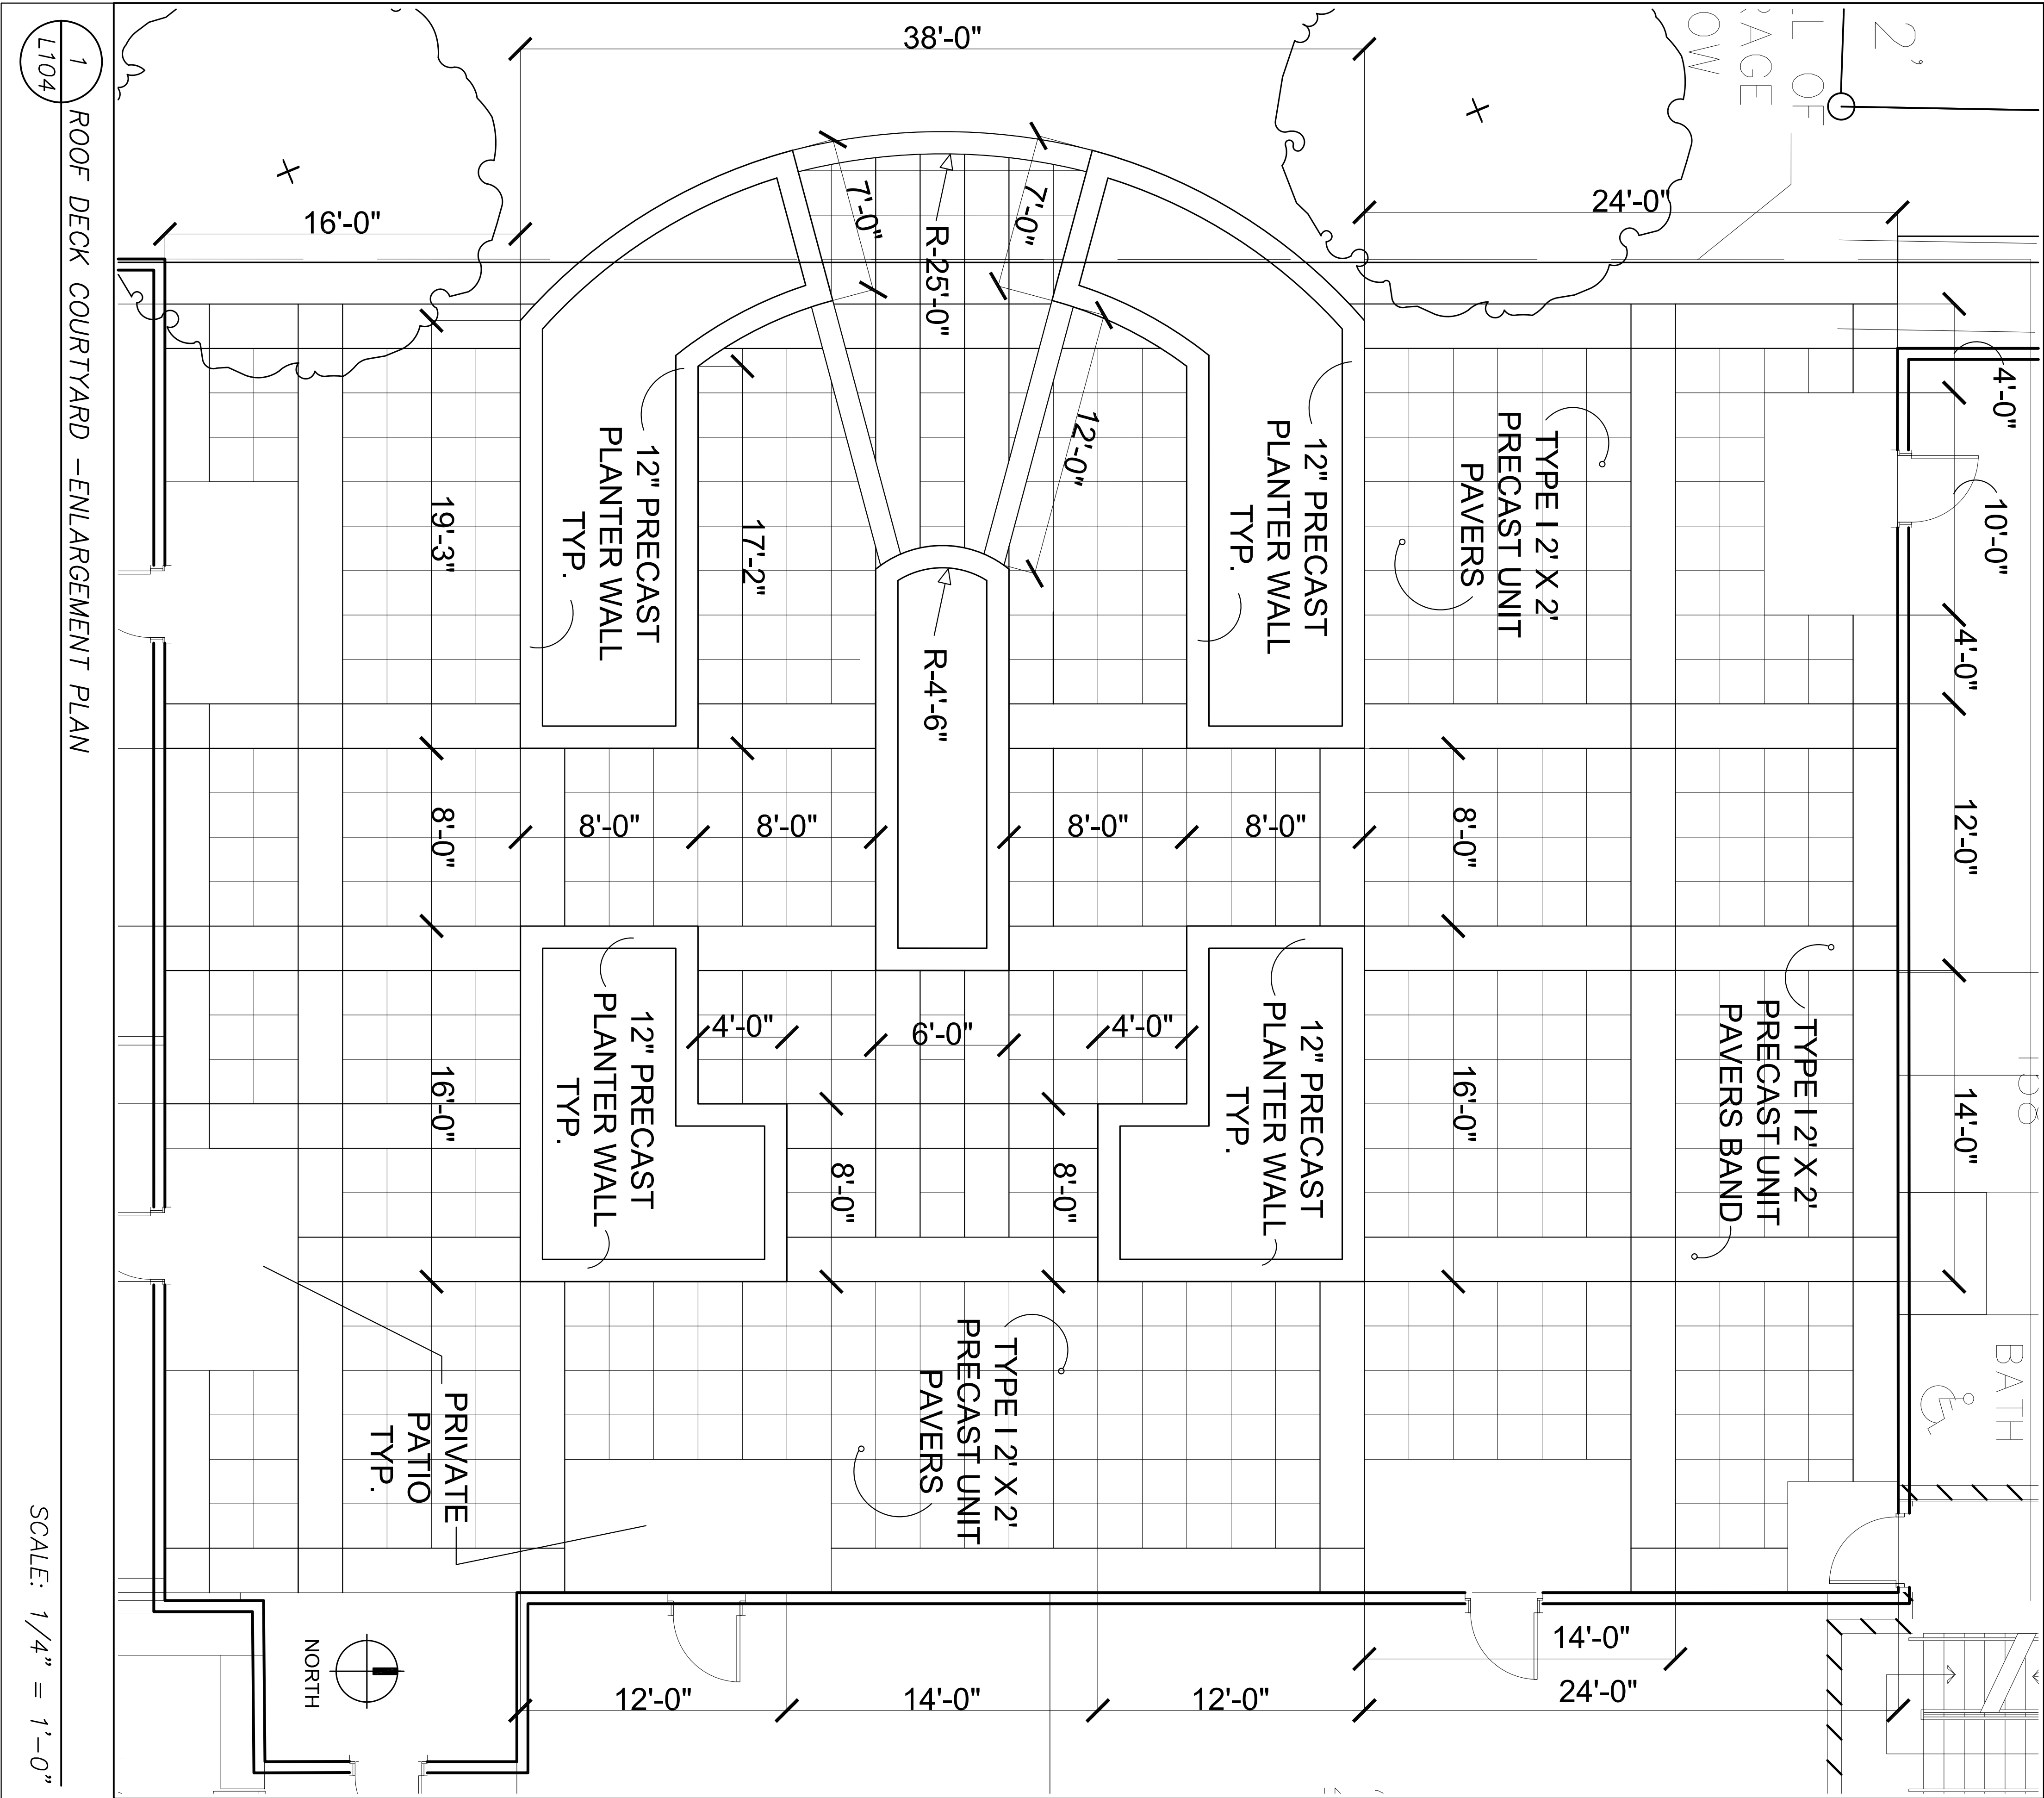 38'-0"
2'
L OF
RAGE
OW
16'-0"
24'-0"
7'-0"
7'-0"
R-25'-0"
4'-0"
10'-0"
4'-0"
12'-0"
14'-0"
12'-0"
17'-2"
19'-3"
12" PRECAST
PLANTER WALL
TYP.
12" PRECAST
PLANTER WALL
TYP.
TYPE I 2' X 2'
PRECAST UNIT
PAVERS
R-4'-6"
8'-0"
8'-0"
8'-0"
8'-0"
8'-0"
8'-0"
12" PRECAST
PLANTER WALL
TYP.
12" PRECAST
PLANTER WALL
TYP.
TYPE I 2' X 2'
PRECAST UNIT
PAVERS BAND
4'-0"
6'-0"
4'-0"
16'-0"
8'-0"
8'-0"
16'-0"
BATH
TYPE I 2' X 2'
PRECAST UNIT
PAVERS
PRIVATE
PATIO
TYP.
NORTH
14'-0"
12'-0"
14'-0"
12'-0"
24'-0"
1
L104
ROOF DECK COURTYARD -ENLARGEMENT PLAN
SCALE: 1/4" = 1'-0"